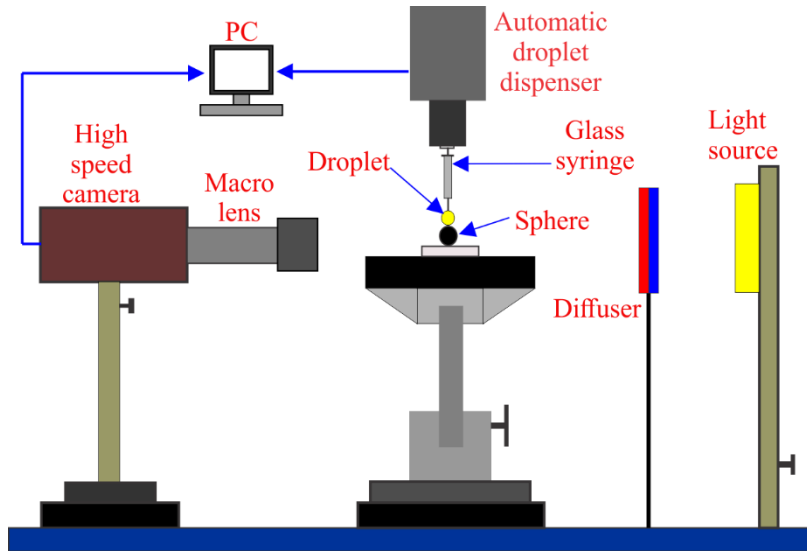 PC
Automatic
droplet
dispenser
High
speed
camera
Macro
lens
Droplet
Glass
syringe
Sphere
Light
source
Diffuser